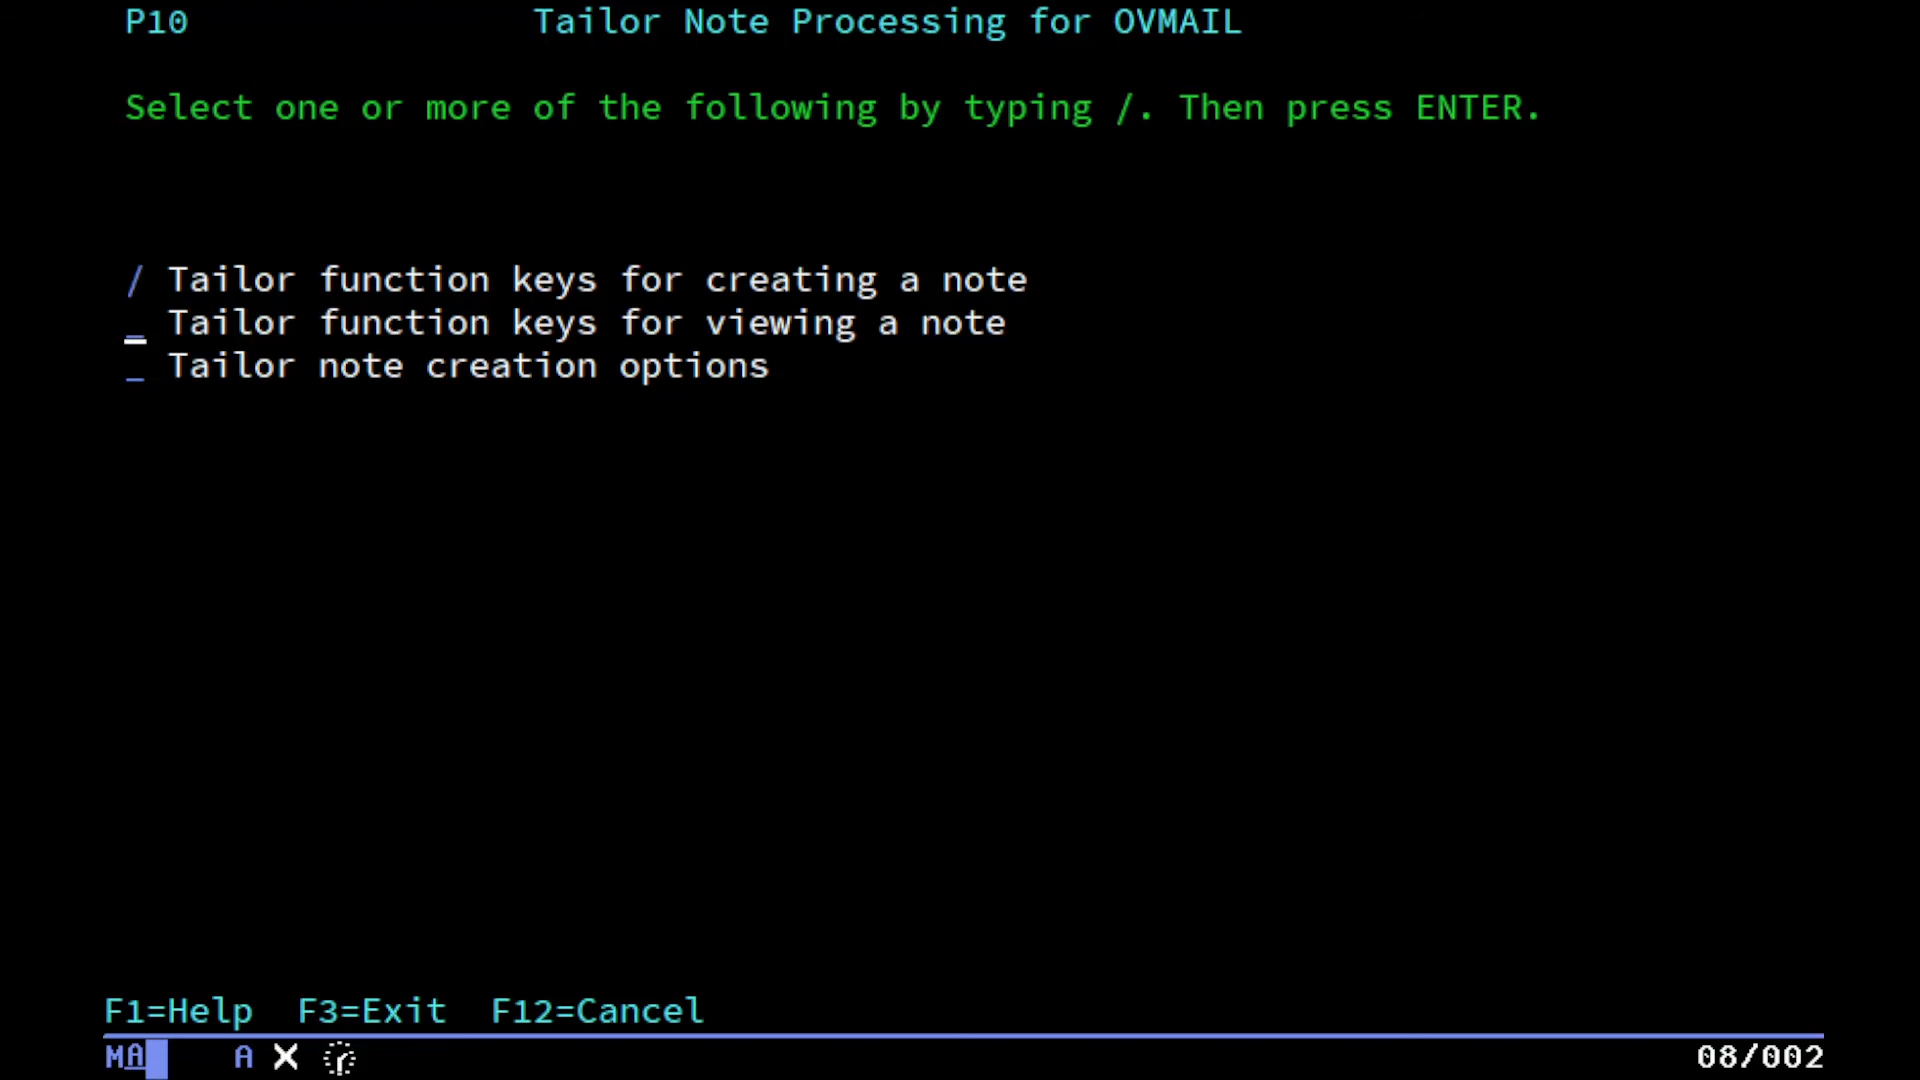 P10 Tailor Note Processing for OVMAIL
Select one or more of the following by typing /. Then press ENTER.
/ Tailor function keys for creating a note
_ Tailor function keys for viewing a note
_ Tailor note creation options
F1=Help F3=Exit F12=Cancel
MA A X 08/002